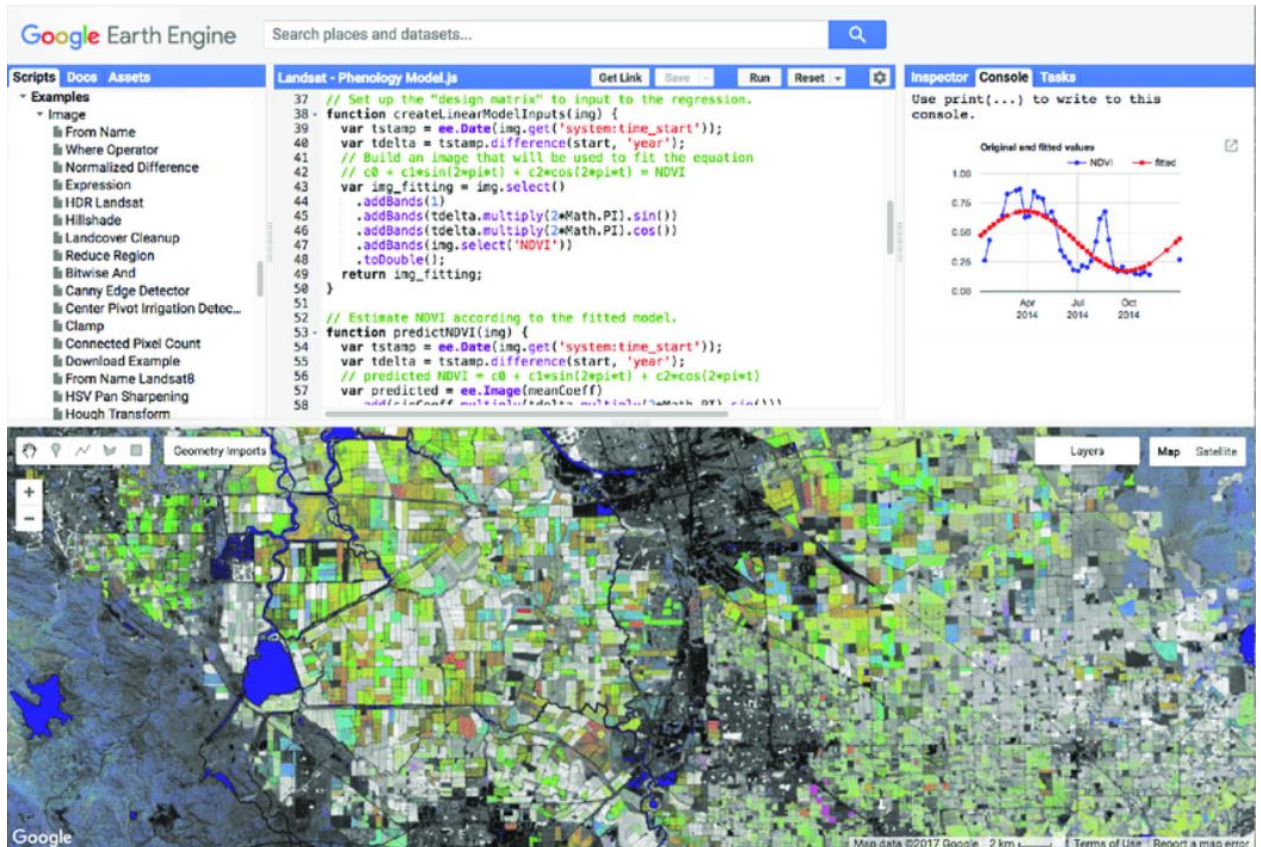 Google Earth Engine
Search places and datasets...
Scripts Docs Assets
Examples
Image
From Name
Where Operator
Normalized Difference
Expression
HDR Landsat
Hillshade
Landcover Cleanup
Reduce Region
Bitwise And
Canny Edge Detector
Center Pivot Irrigation Detec...
Clamp
Connected Pixel Count
Download Example
From Name Landsat8
HSV Pan Sharpening
Hough Transform
Landsat - Phenology Model.js
Get Link Save Run Reset
37 // Set up the "design matrix" to input to the regression.
38 function createLinearModelInputs(img) {
39 var tstamp = ee.Date(img.get('system:time_start'));
40 var tdelta = tstamp.difference(start, 'year');
41 // Build an image that will be used to fit the equation
42 // c0 + c1*sin(2*pi*t) + c2*cos(2*pi*t) = NDVI
43 var img_fitting = img.select()
44 .addBands(1)
45 .addBands(tdelta.multiply(2*Math.PI).sin())
46 .addBands(tdelta.multiply(2*Math.PI).cos())
47 .addBands(img.select('NDVI'))
48 .toDouble();
49 return img_fitting;
50 }
51
52 // Estimate NDVI according to the fitted model.
53 function predictNDVI(img) {
54 var tstamp = ee.Date(img.get('system:time_start'));
55 var tdelta = tstamp.difference(start, 'year');
56 // predicted NDVI = c0 + c1*sin(2*pi*t) + c2*cos(2*pi*t)
57 var predicted = ee.Image(meanCoeff)
58 .add(sinCoeff.multiply(tdelta.multiply(2*Math.PI).sin()))
Inspector Console Tasks
Use print(...) to write to this
console.
Original and fitted values
NDVI fitted
1.00
0.75
0.50
0.25
0.00
Apr Jul Oct
2014 2014 2014
Geometry Imports
Layers
Map Satellite
+
-
Google
Map data ©2017 Google 2 km Terms of Use Report a map error